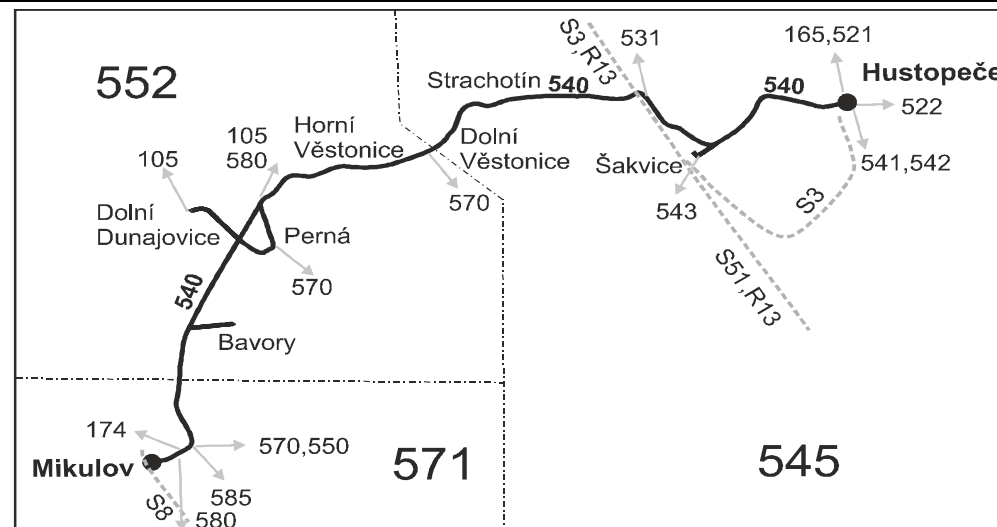 552
S3,R13
531
165,521
Hustopeče
Strachotín
540
540
522
105
580
Horní
Věstonice
Dolní
Věstonice
Šakvice
541,542
105
570
543
S3
Dolní
Dunajovice
Perná
570
540
S51,R13
Bavory
174
570,550
571
545
Mikulov
585
S8
580